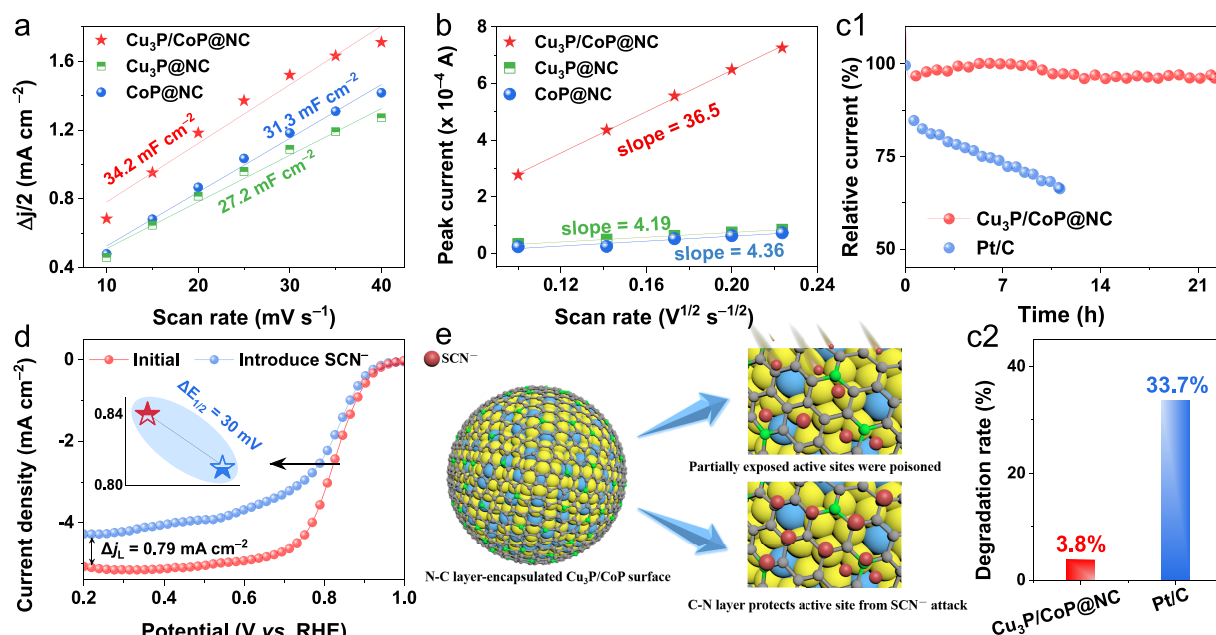 a
Cu₃P/CoP@NC
Cu₃P@NC
CoP@NC
34.2 mF cm⁻²
31.3 mF cm⁻²
27.2 mF cm⁻²
Δj/2 (mA cm⁻²)
1.6
1.2
0.8
0.4
10 20 30 40
Scan rate (mV s⁻¹)
b
Cu₃P/CoP@NC
Cu₃P@NC
CoP@NC
slope = 36.5
slope = 4.19
slope = 4.36
Peak current (x 10⁻⁴ A)
8
6
4
2
0
0.12 0.16 0.20 0.24
Scan rate (V¹ᐟ² s⁻¹ᐟ²)
c1
Relative current (%)
100
75
50
Cu₃P/CoP@NC
Pt/C
0 7 14 21
Time (h)
d
Initial
Introduce SCN⁻
ΔE₁/₂ = 30 mV
0.84
0.80
Δj_L = 0.79 mA cm⁻²
Current density (mA cm⁻²)
0
-2
-4
-6
0.2 0.4 0.6 0.8 1.0
Potential (V vs. RHE)
e
SCN⁻
N-C layer-encapsulated Cu₃P/CoP surface
Partially exposed active sites were poisoned
C-N layer protects active site from SCN⁻ attack
c2
Degradation rate (%)
40
20
0
3.8%
33.7%
Cu₃P/CoP@NC
Pt/C